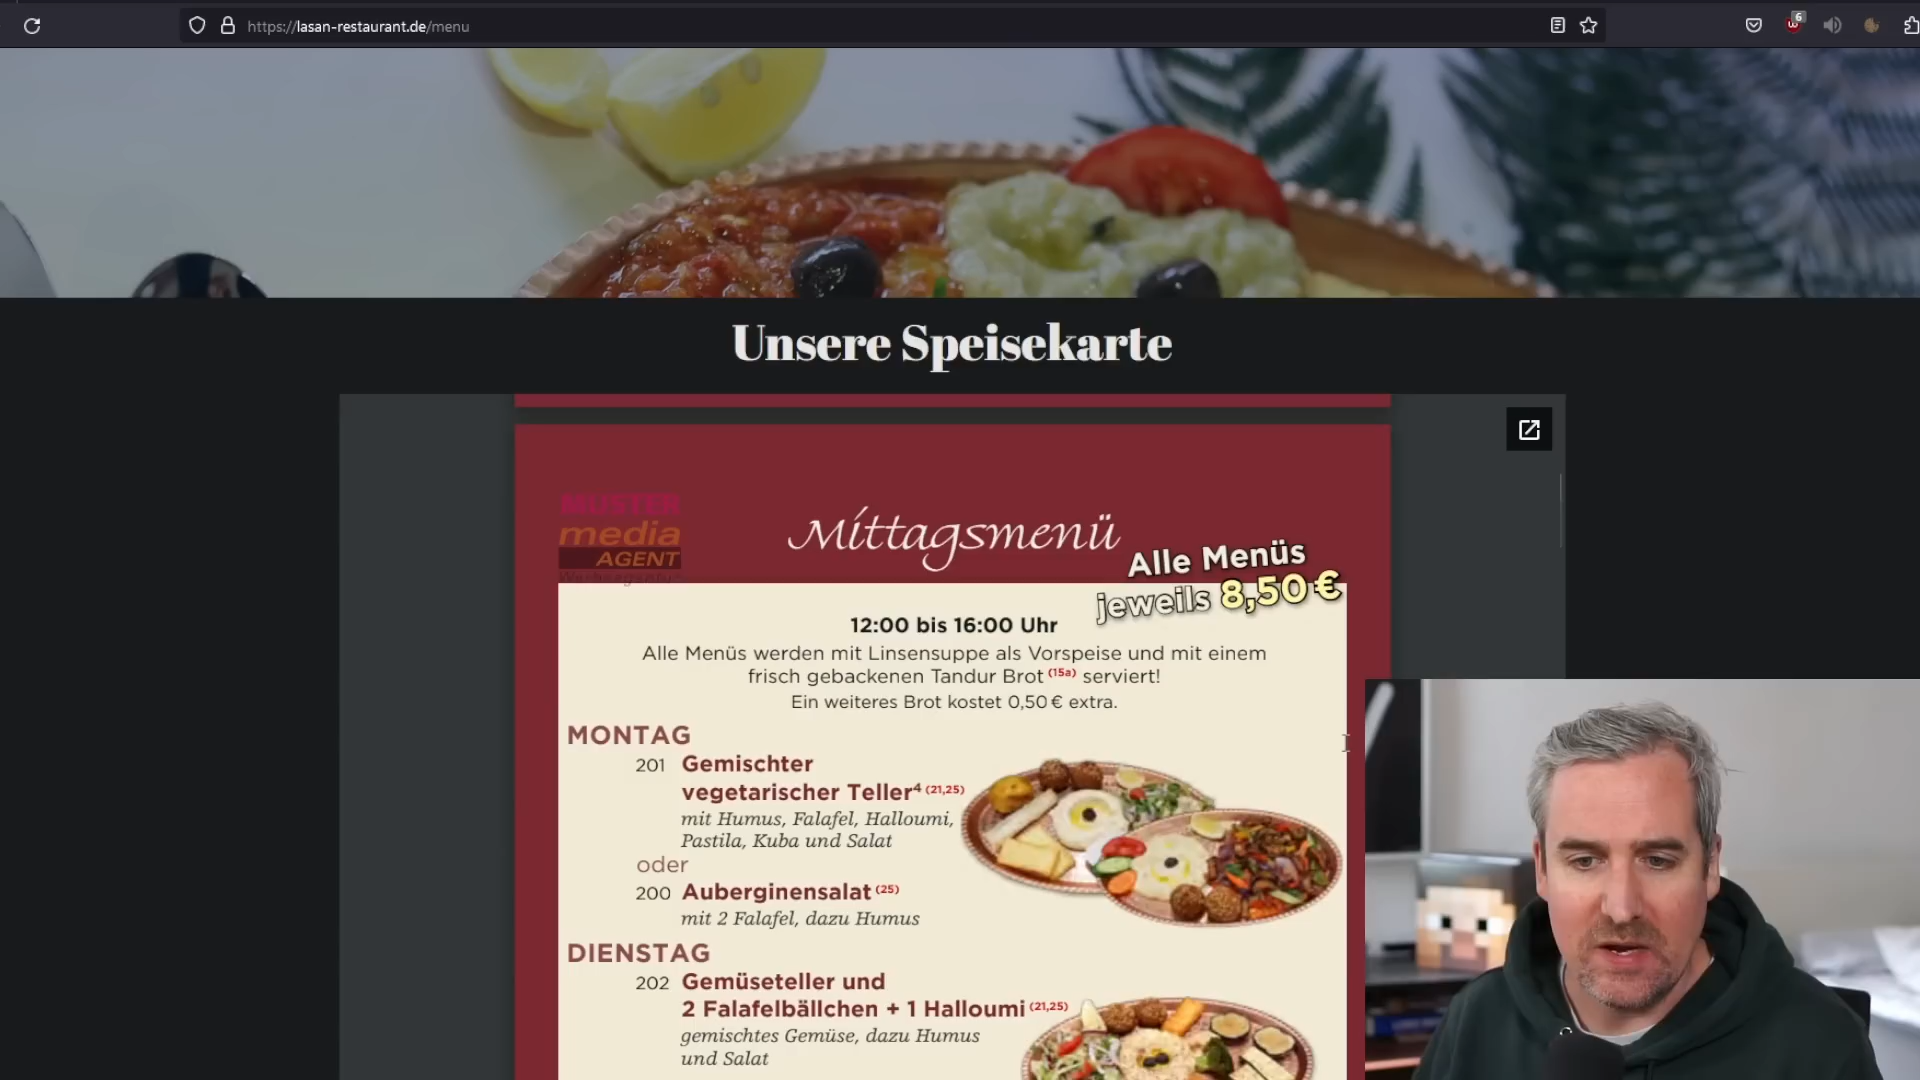 6
https://lasan-restaurant.de/menu
Unsere Speisekarte
MUSTER
media
AGENT
Mittagsmenü
Alle Menüs
jeweils 8,50 €
12:00 bis 16:00 Uhr
Alle Menüs werden mit Linsensuppe als Vorspeise und mit einem
frisch gebackenen Tandur Brot (15a) serviert!
Ein weiteres Brot kostet 0,50 € extra.
MONTAG
201 Gemischter
vegetarischer Teller⁴ (21,25)
mit Humus, Falafel, Halloumi,
Pastila, Kuba und Salat
oder
200 Auberginensalat (25)
mit 2 Falafel, dazu Humus
DIENSTAG
202 Gemüseteller und
2 Falafelbällchen + 1 Halloumi (21,25)
gemischtes Gemüse, dazu Humus
und Salat